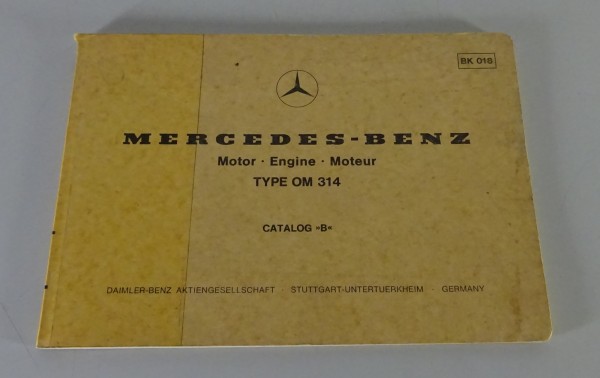 BK 016
MERCEDES-BENZ
Motor · Engine · Moteur
TYPE OM 314
CATALOG »B«
DAIMLER-BENZ AKTIENGESELLSCHAFT · STUTTGART-UNTERTUERKHEIM · GERMANY